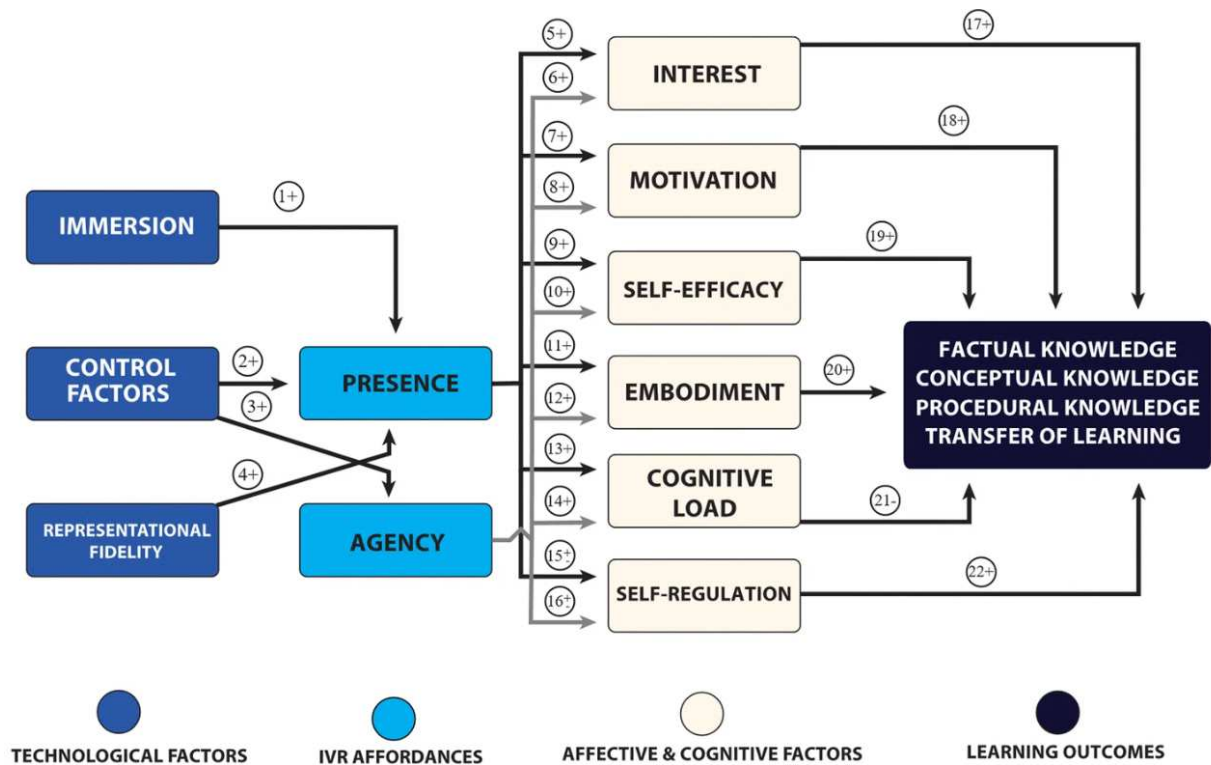 5+
17+
INTEREST
6+
18+
7+
MOTIVATION
8+
1+
IMMERSION
9+
19+
SELF-EFFICACY
10+
CONTROL
FACTORS
2+
3+
PRESENCE
11+
EMBODIMENT
12+
20+
FACTUAL KNOWLEDGE
CONCEPTUAL KNOWLEDGE
PROCEDURAL KNOWLEDGE
TRANSFER OF LEARNING
4+
13+
COGNITIVE
LOAD
14+
21-
REPRESENTATIONAL
FIDELITY
AGENCY
15±
SELF-REGULATION
16±
22+
TECHNOLOGICAL FACTORS
IVR AFFORDANCES
AFFECTIVE & COGNITIVE FACTORS
LEARNING OUTCOMES